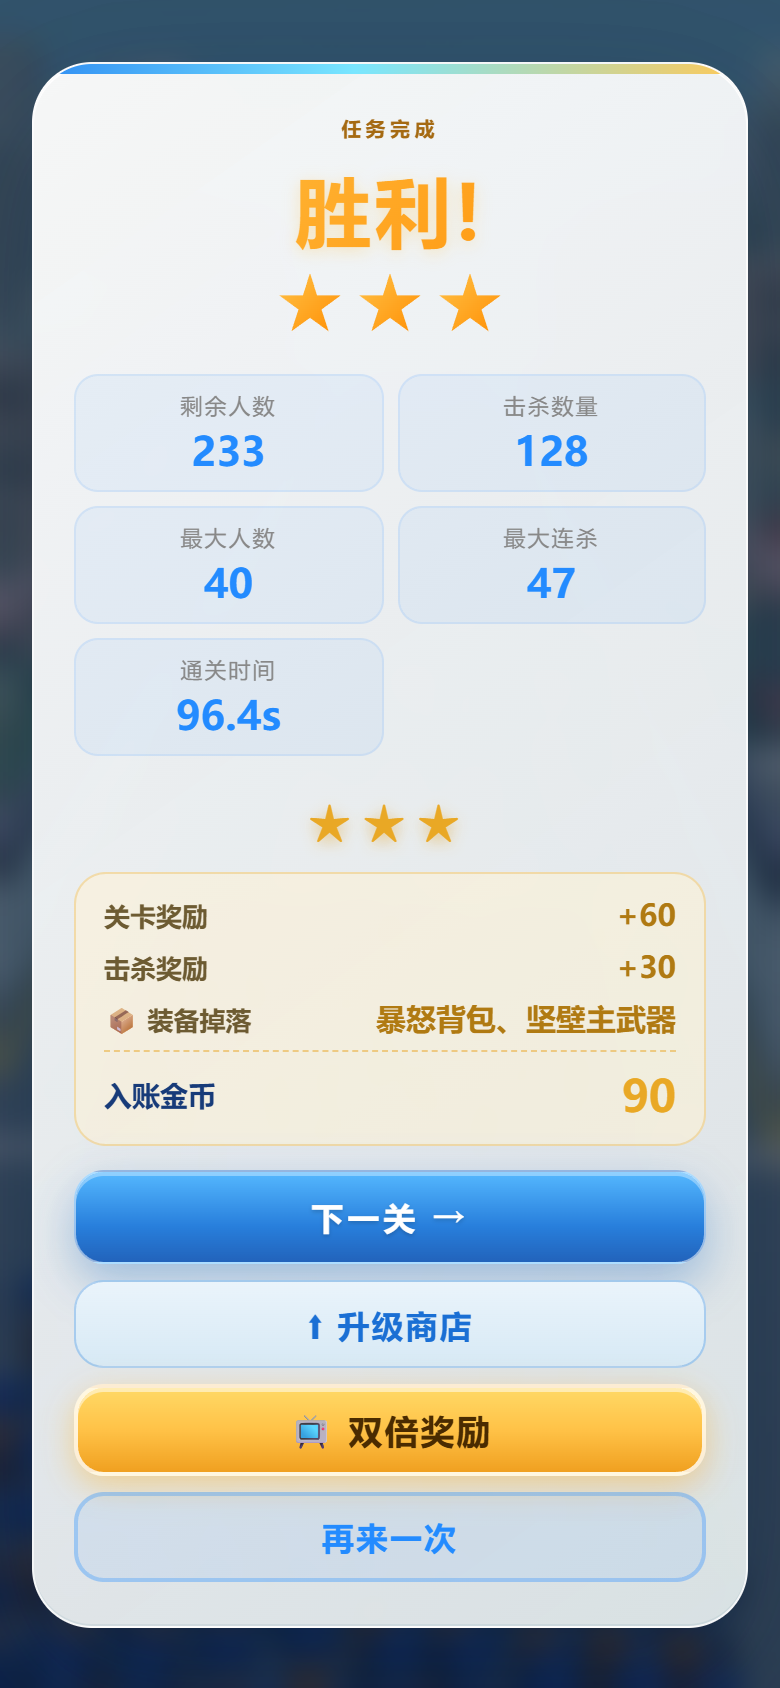 任务完成
胜利!
★★★
剩余人数
233
击杀数量
128
最大人数
40
最大连杀
47
通关时间
96.4s
★★★
关卡奖励 +60
击杀奖励 +30
📦 装备掉落 暴怒背包、坚壁主武器
入账金币 90
下一关 →
⬆ 升级商店
📺 双倍奖励
再来一次